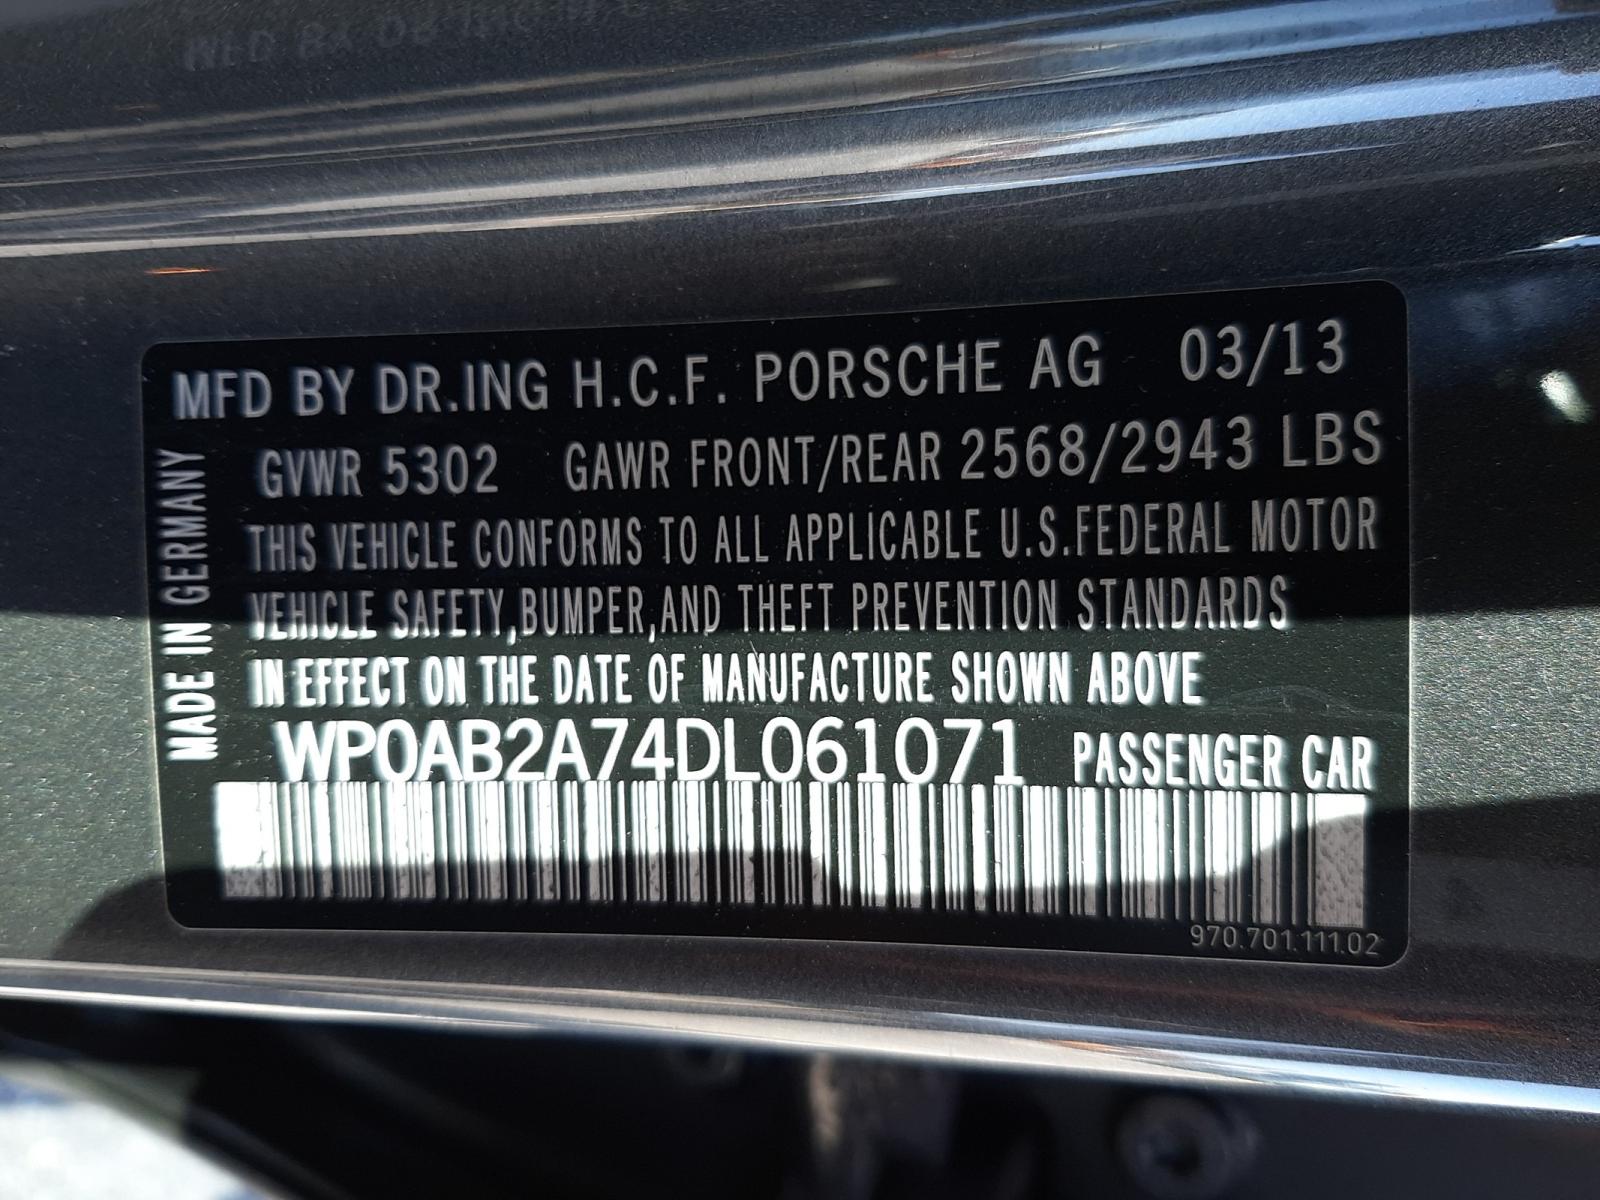 MFD BY DR.ING H.C.F. PORSCHE AG 03/13
GVWR 5302 GAWR FRONT/REAR 2568/2943 LBS
THIS VEHICLE CONFORMS TO ALL APPLICABLE U.S.FEDERAL MOTOR
VEHICLE SAFETY,BUMPER,AND THEFT PREVENTION STANDARDS
IN EFFECT ON THE DATE OF MANUFACTURE SHOWN ABOVE
WP0AB2A74DL061071 PASSENGER CAR
970.701.111.02
MADE IN GERMANY